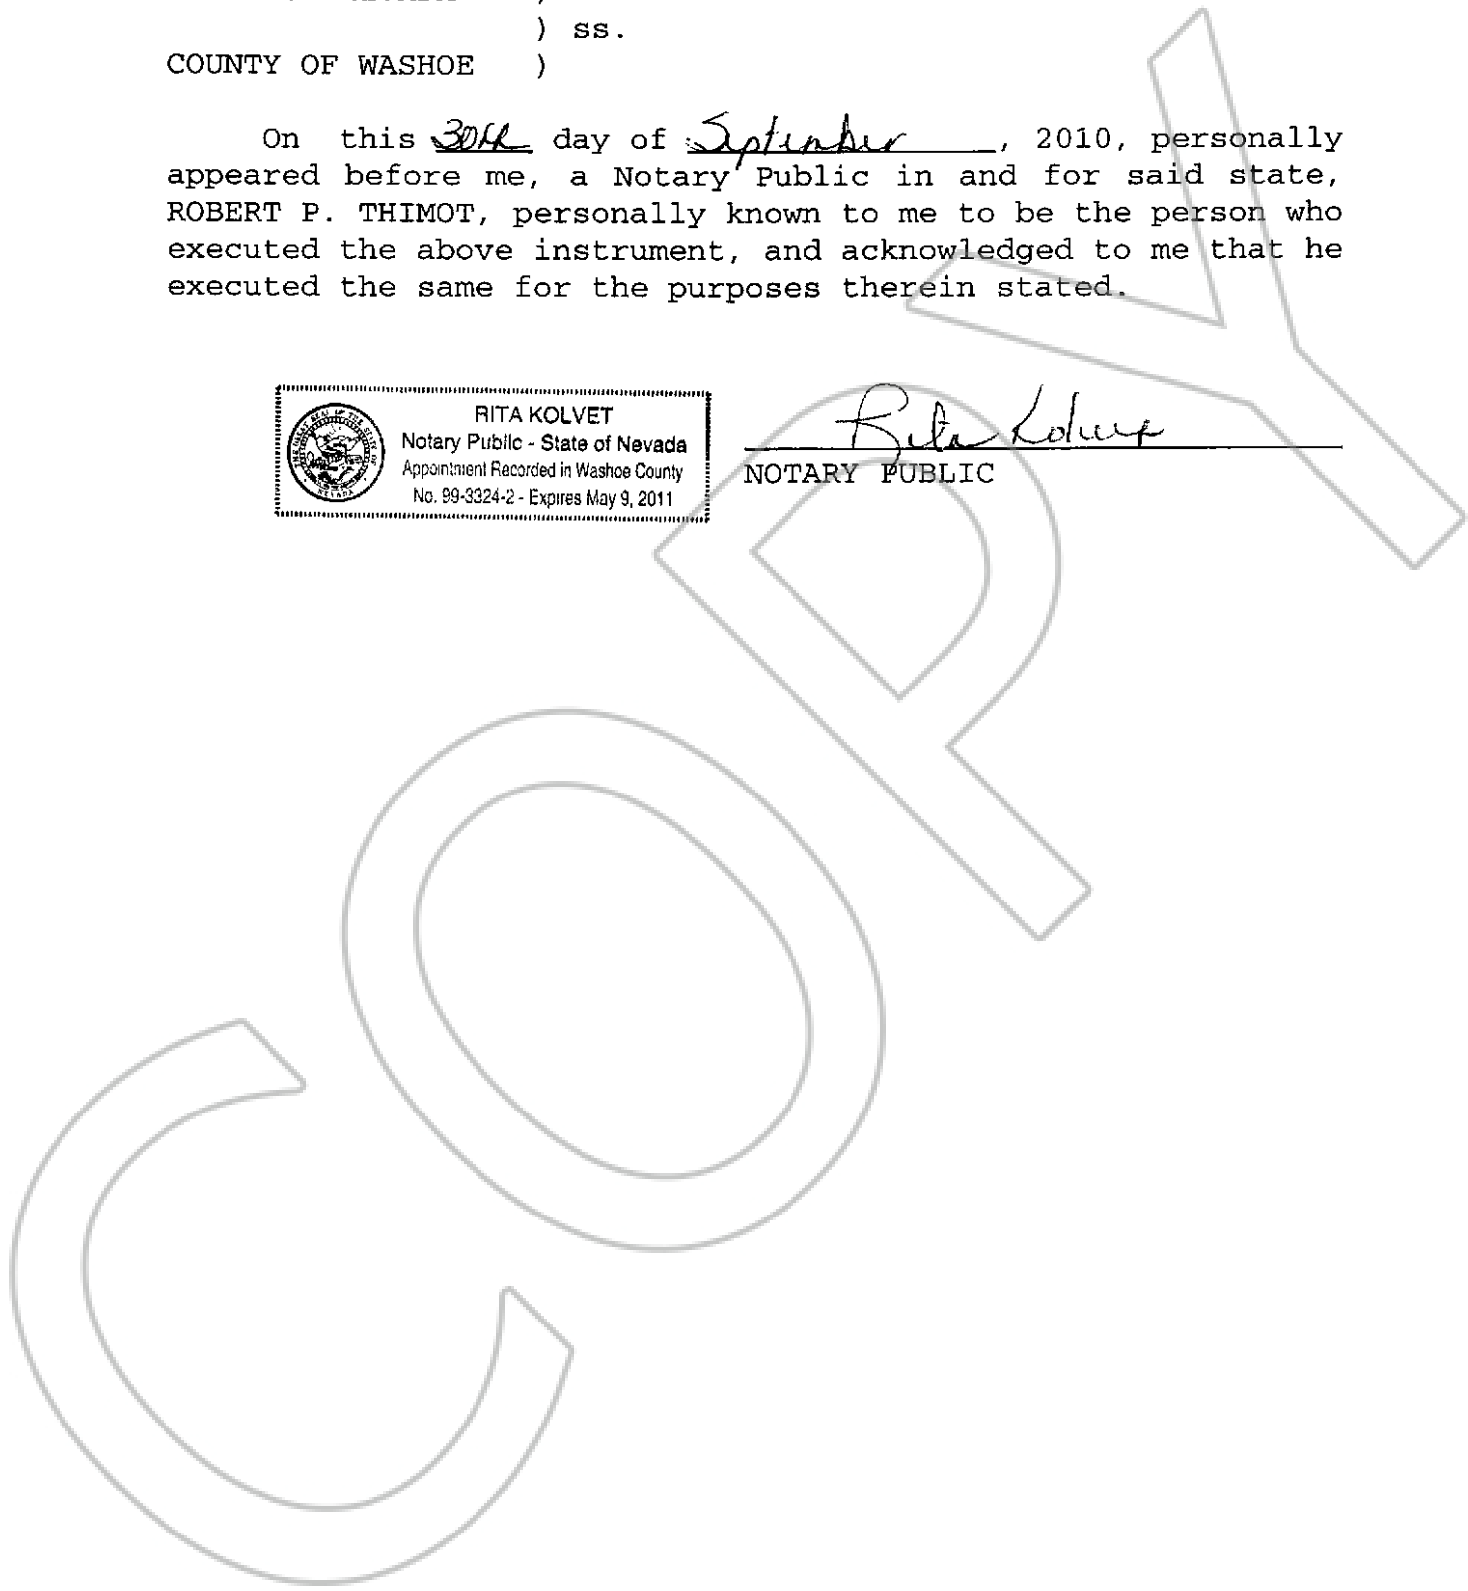 ) ss.
COUNTY OF WASHOE )
On this 30th day of September, 2010, personally
appeared before me, a Notary Public in and for said state,
ROBERT P. THIMOT, personally known to me to be the person who
executed the above instrument, and acknowledged to me that he
executed the same for the purposes therein stated.
RITA KOLVET
Notary Public - State of Nevada
Appointment Recorded in Washoe County
No. 99-3324-2 - Expires May 9, 2011
Rita Kolvet
NOTARY PUBLIC
COPY